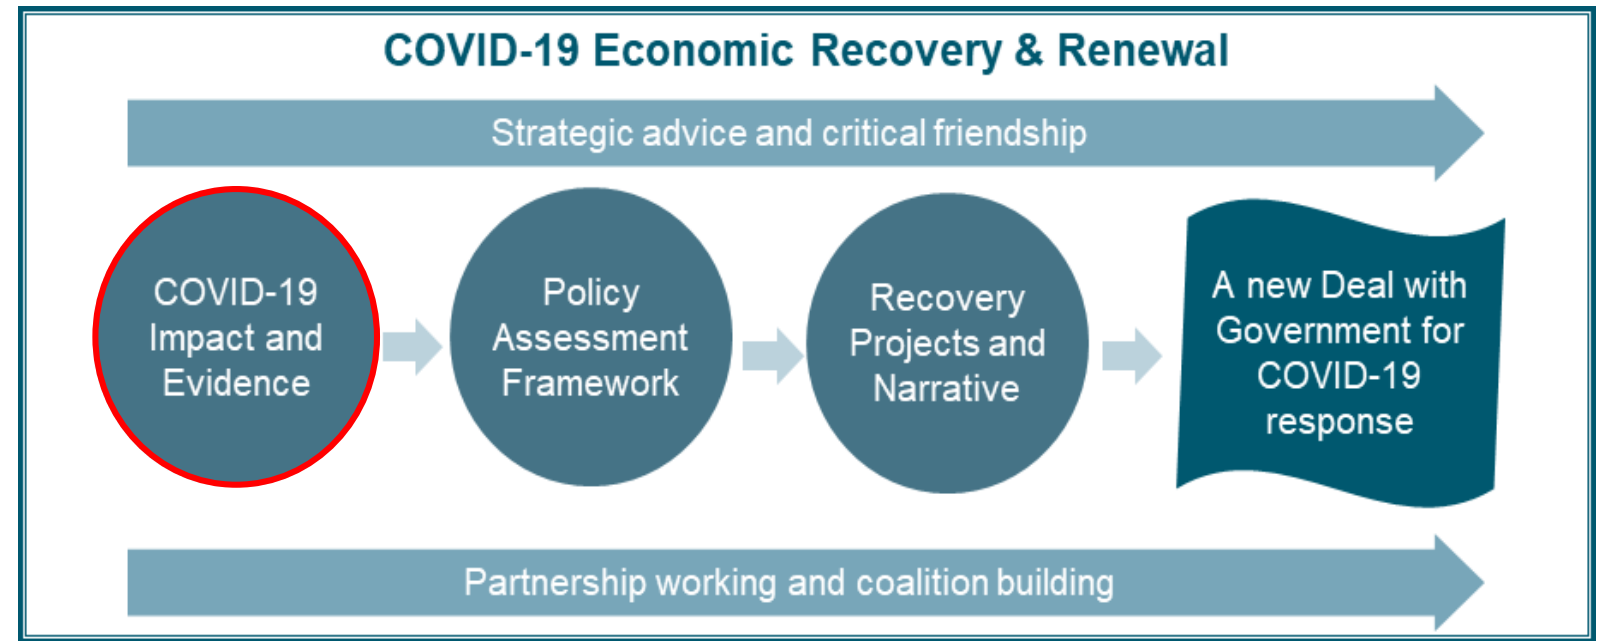 COVID-19 Economic Recovery & Renewal
Strategic advice and critical friendship
COVID-19
Impact and
Evidence
Policy
Assessment
Framework
Recovery
Projects and
Narrative
A new Deal with
Government for
COVID-19
response
Partnership working and coalition building